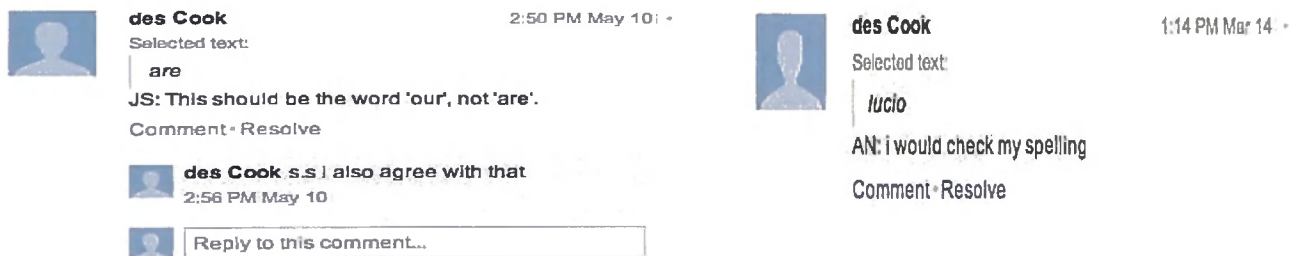 des Cook 2:50 PM May 10
Selected text:
are
JS: This should be the word 'our', not 'are'.
Comment • Resolve
des Cook s.s I also agree with that
2:56 PM May 10
Reply to this comment...
des Cook 1:14 PM Mar 14
Selected text:
lucio
AN: i would check my spelling
Comment • Resolve